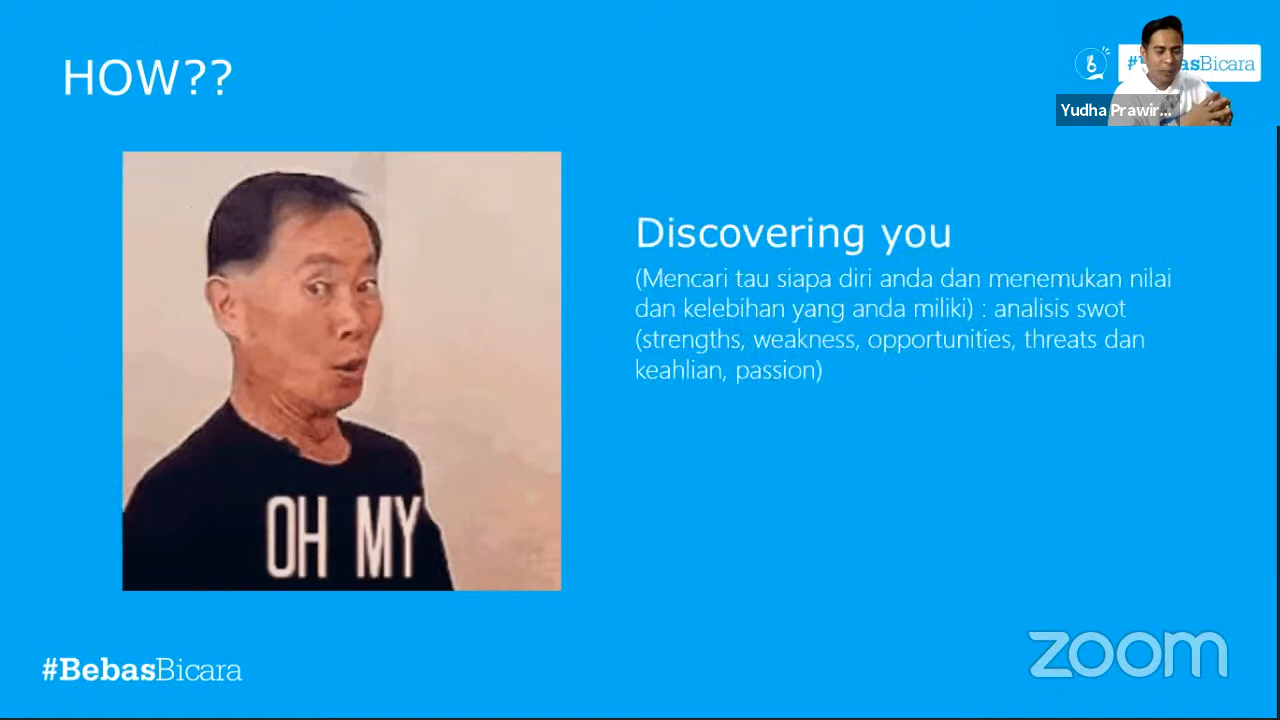 HOW??
Yudha Prawir...
Discovering you
(Mencari tau siapa diri anda dan menemukan nilai
dan kelebihan yang anda miliki) : analisis swot
(strengths, weakness, opportunities, threats dan
keahlian, passion)
OH MY
#BebasBicara
zoom